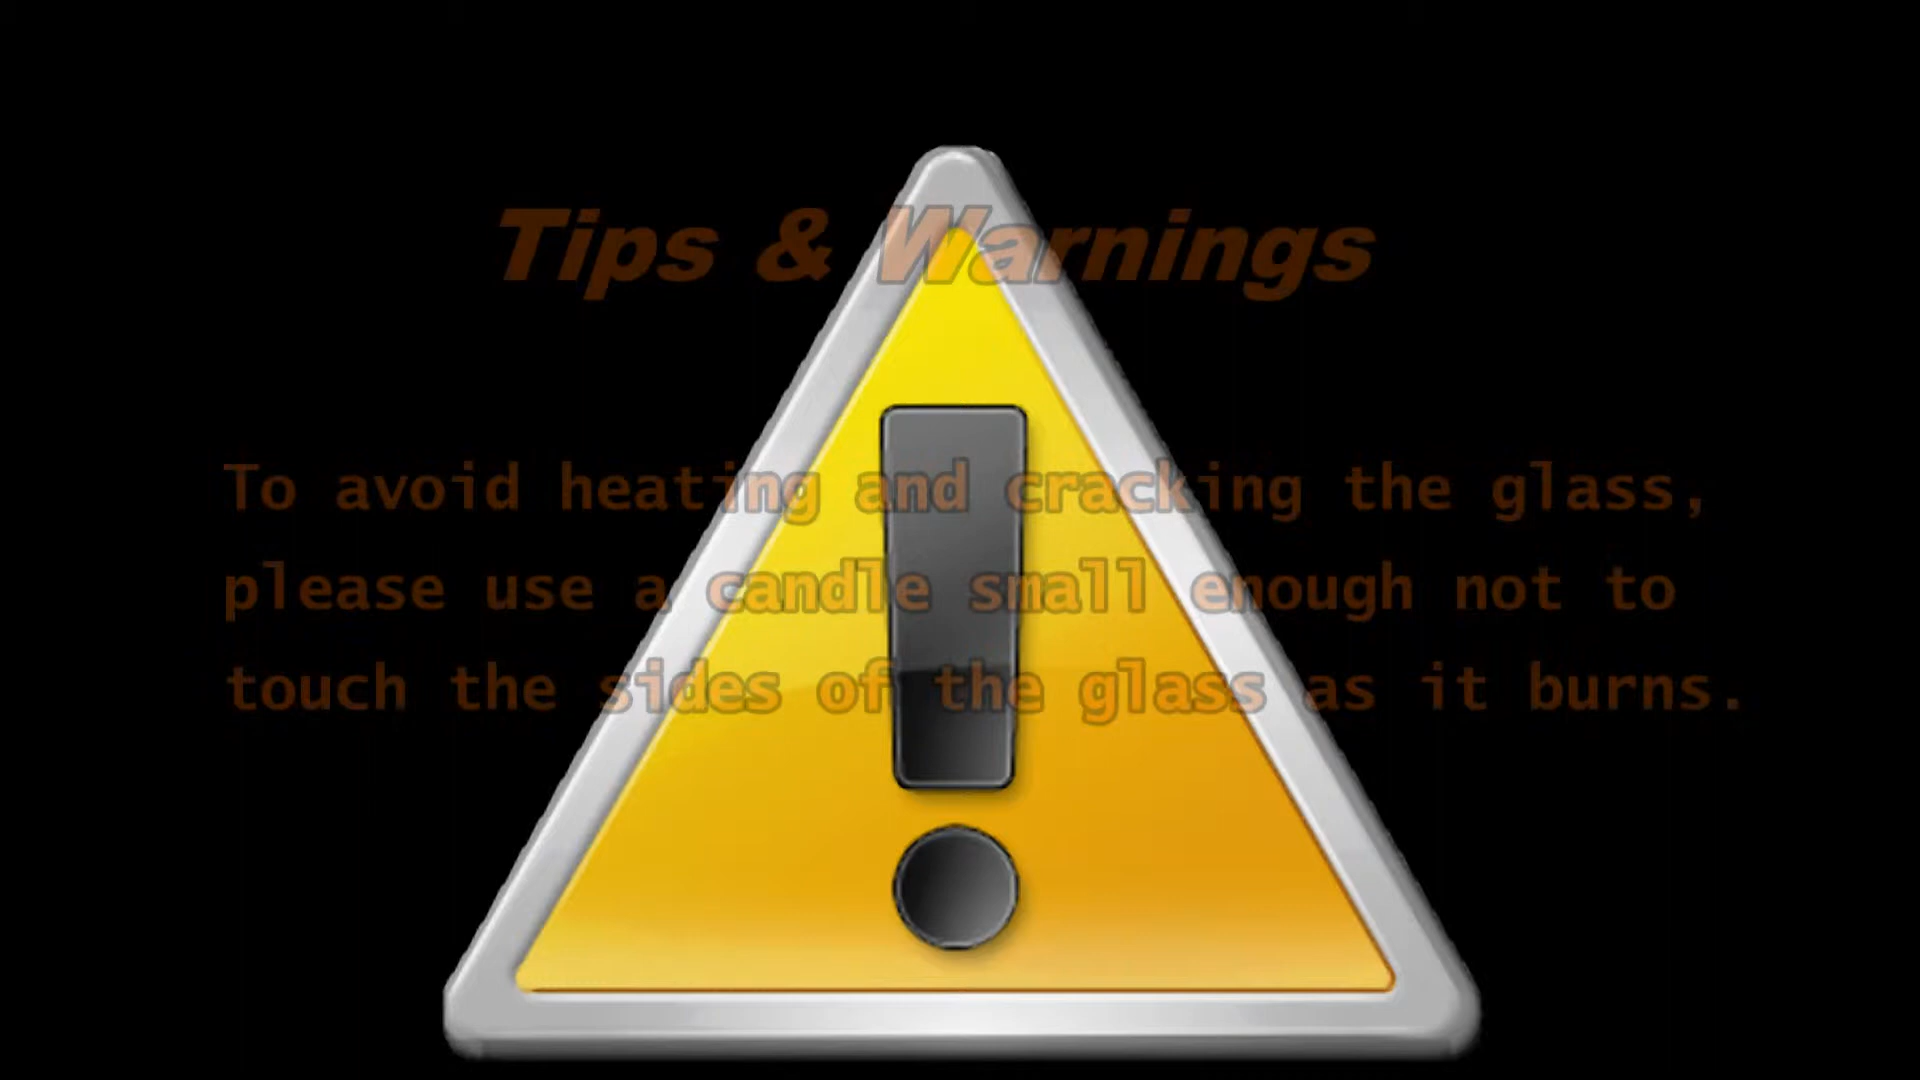 Tips & Warnings
To avoid heating and cracking the glass,
please use a candle small enough not to
touch the sides of the glass as it burns.